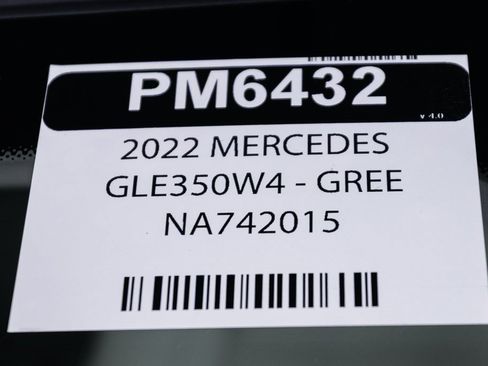 PM6432
v 4.0
2022 MERCEDES
GLE350W4 - GREE
NA742015